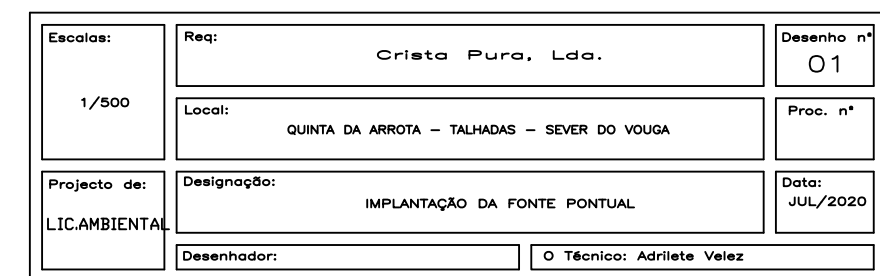 Escalas:
1/500
Req:
Crista Pura, Lda.
Desenho nº
01
Local:
QUINTA DA ARROTA – TALHADAS – SEVER DO VOUGA
Proc. nº
Projecto de:
LIC.AMBIENTAL
Designação:
IMPLANTAÇÃO DA FONTE PONTUAL
Data:
JUL/2020
Desenhador:
O Técnico: Adrilete Velez